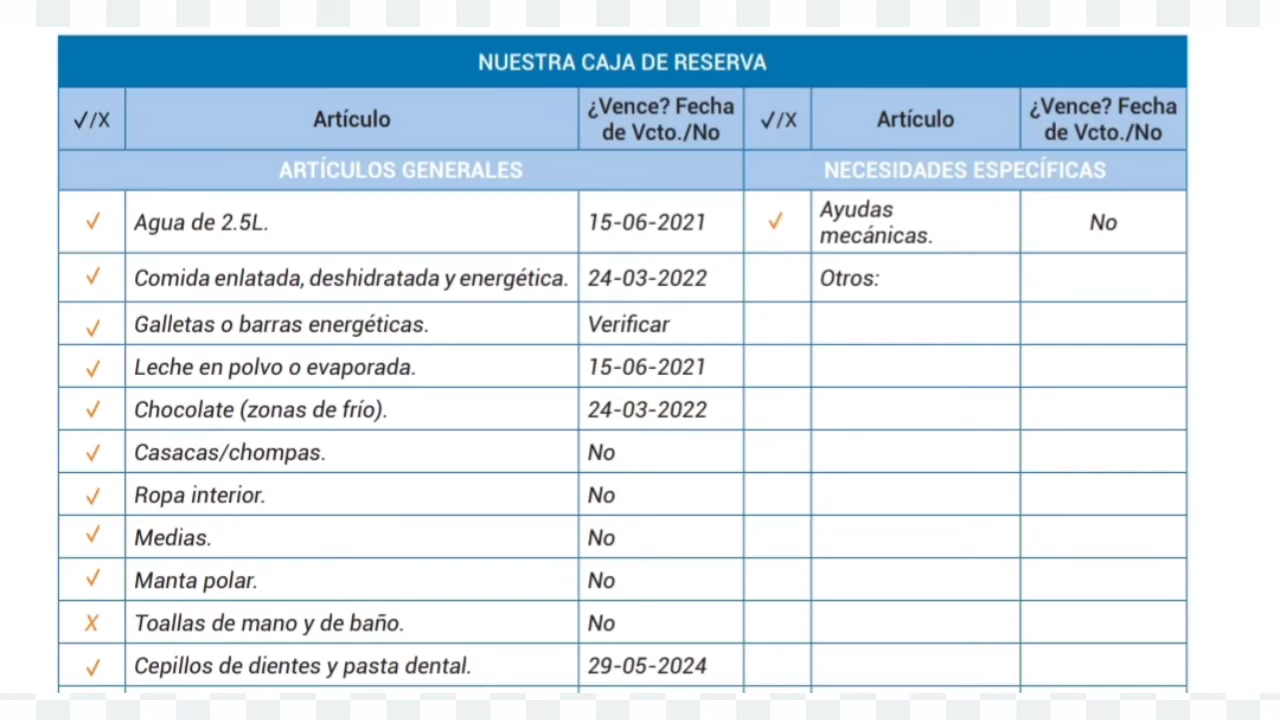 NUESTRA CAJA DE RESERVA
✓/X Artículo ¿Vence? Fecha de Vcto./No ✓/X Artículo ¿Vence? Fecha de Vcto./No
ARTÍCULOS GENERALES NECESIDADES ESPECÍFICAS
✓ Agua de 2.5L. 15-06-2021 ✓ Ayudas mecánicas. No
✓ Comida enlatada, deshidratada y energética. 24-03-2022 Otros:
✓ Galletas o barras energéticas. Verificar
✓ Leche en polvo o evaporada. 15-06-2021
✓ Chocolate (zonas de frío). 24-03-2022
✓ Casacas/chompas. No
✓ Ropa interior. No
✓ Medias. No
✓ Manta polar. No
X Toallas de mano y de baño. No
✓ Cepillos de dientes y pasta dental. 29-05-2024